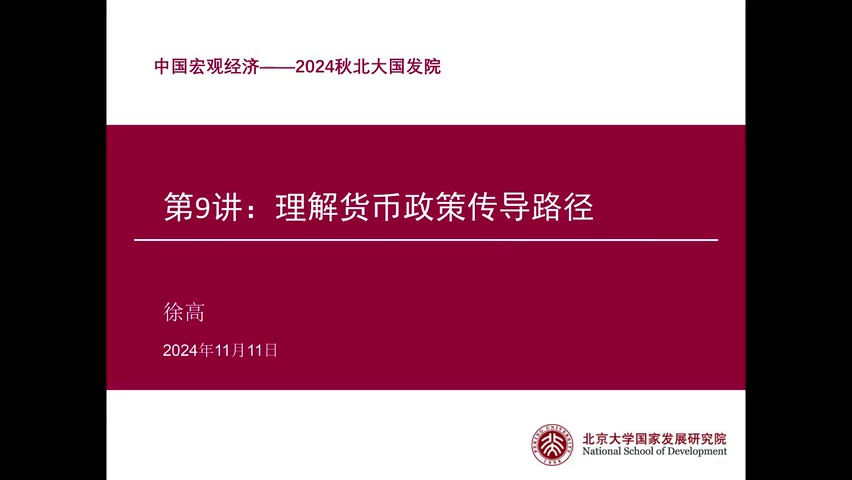 中国宏观经济——2024秋北大国发院
第9讲：理解货币政策传导路径
徐高
2024年11月11日
北京大学国家发展研究院
National School of Development
PEKING UNIVERSITY
1898